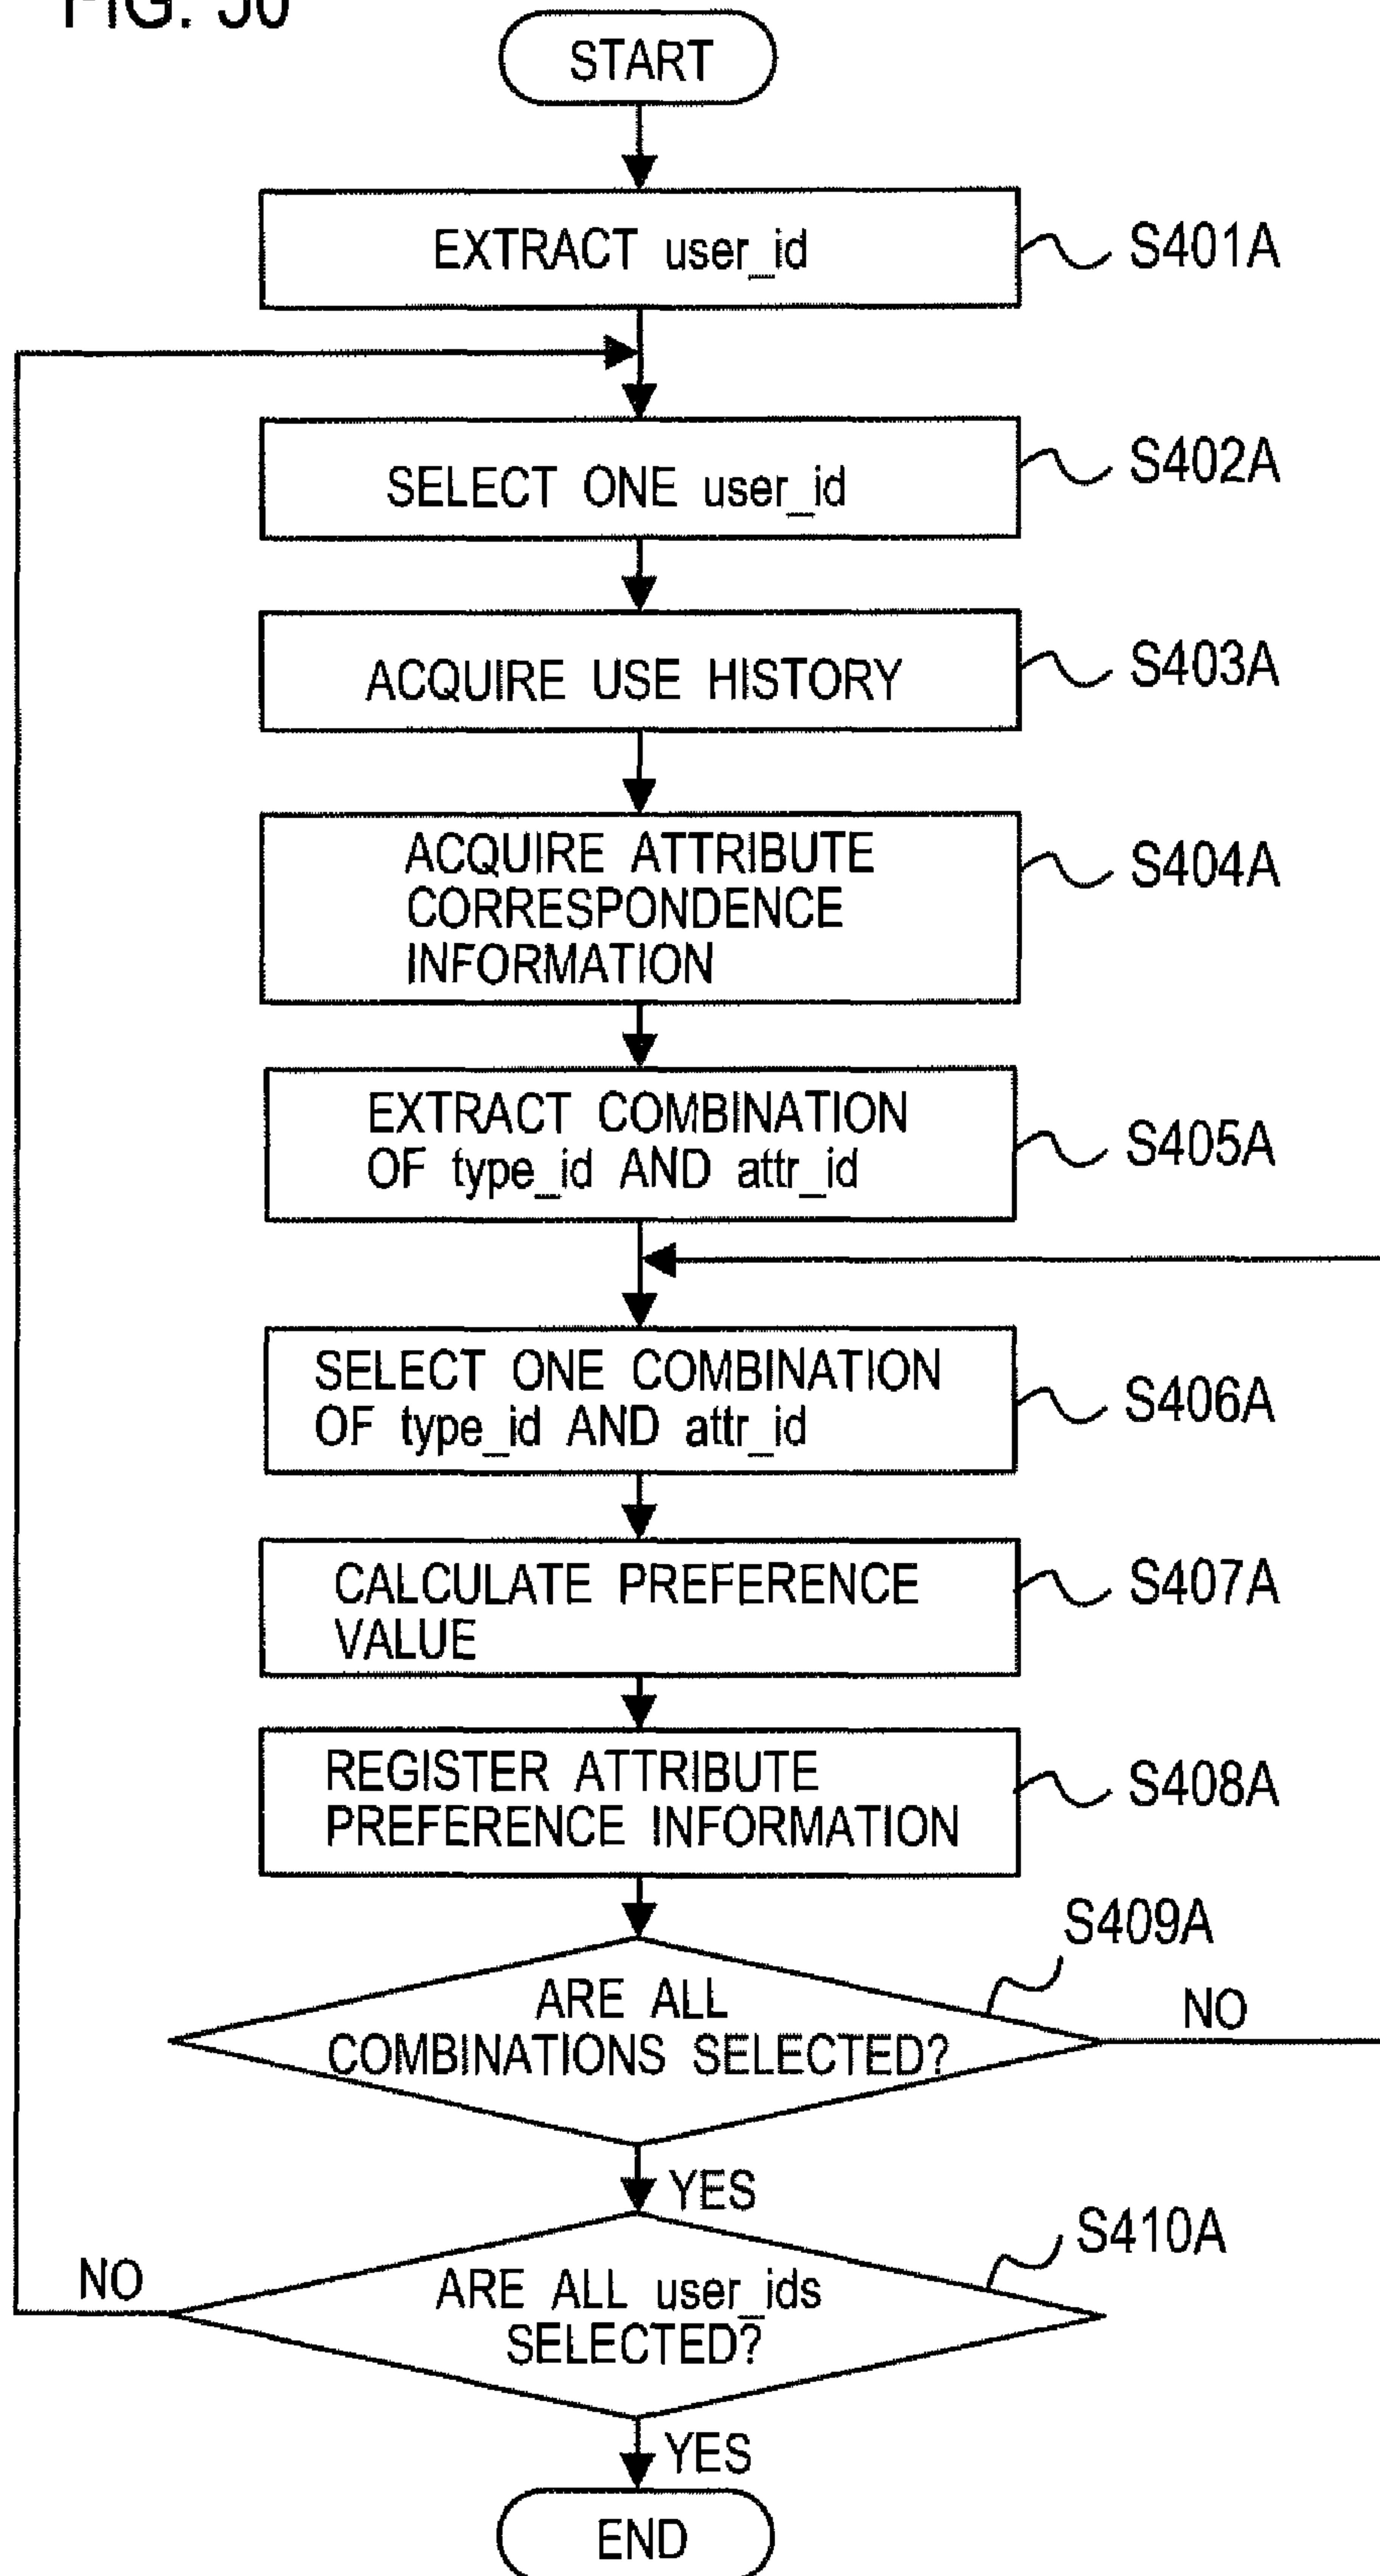 FIG. 30
START
EXTRACT user_id
S401A
SELECT ONE user_id
S402A
ACQUIRE USE HISTORY
S403A
ACQUIRE ATTRIBUTE
CORRESPONDENCE
INFORMATION
S404A
EXTRACT COMBINATION
OF type_id AND attr_id
S405A
SELECT ONE COMBINATION
OF type_id AND attr_id
S406A
CALCULATE PREFERENCE
VALUE
S407A
REGISTER ATTRIBUTE
PREFERENCE INFORMATION
S408A
S409A
ARE ALL
COMBINATIONS SELECTED?
NO
YES
S410A
NO
ARE ALL user_ids
SELECTED?
YES
END